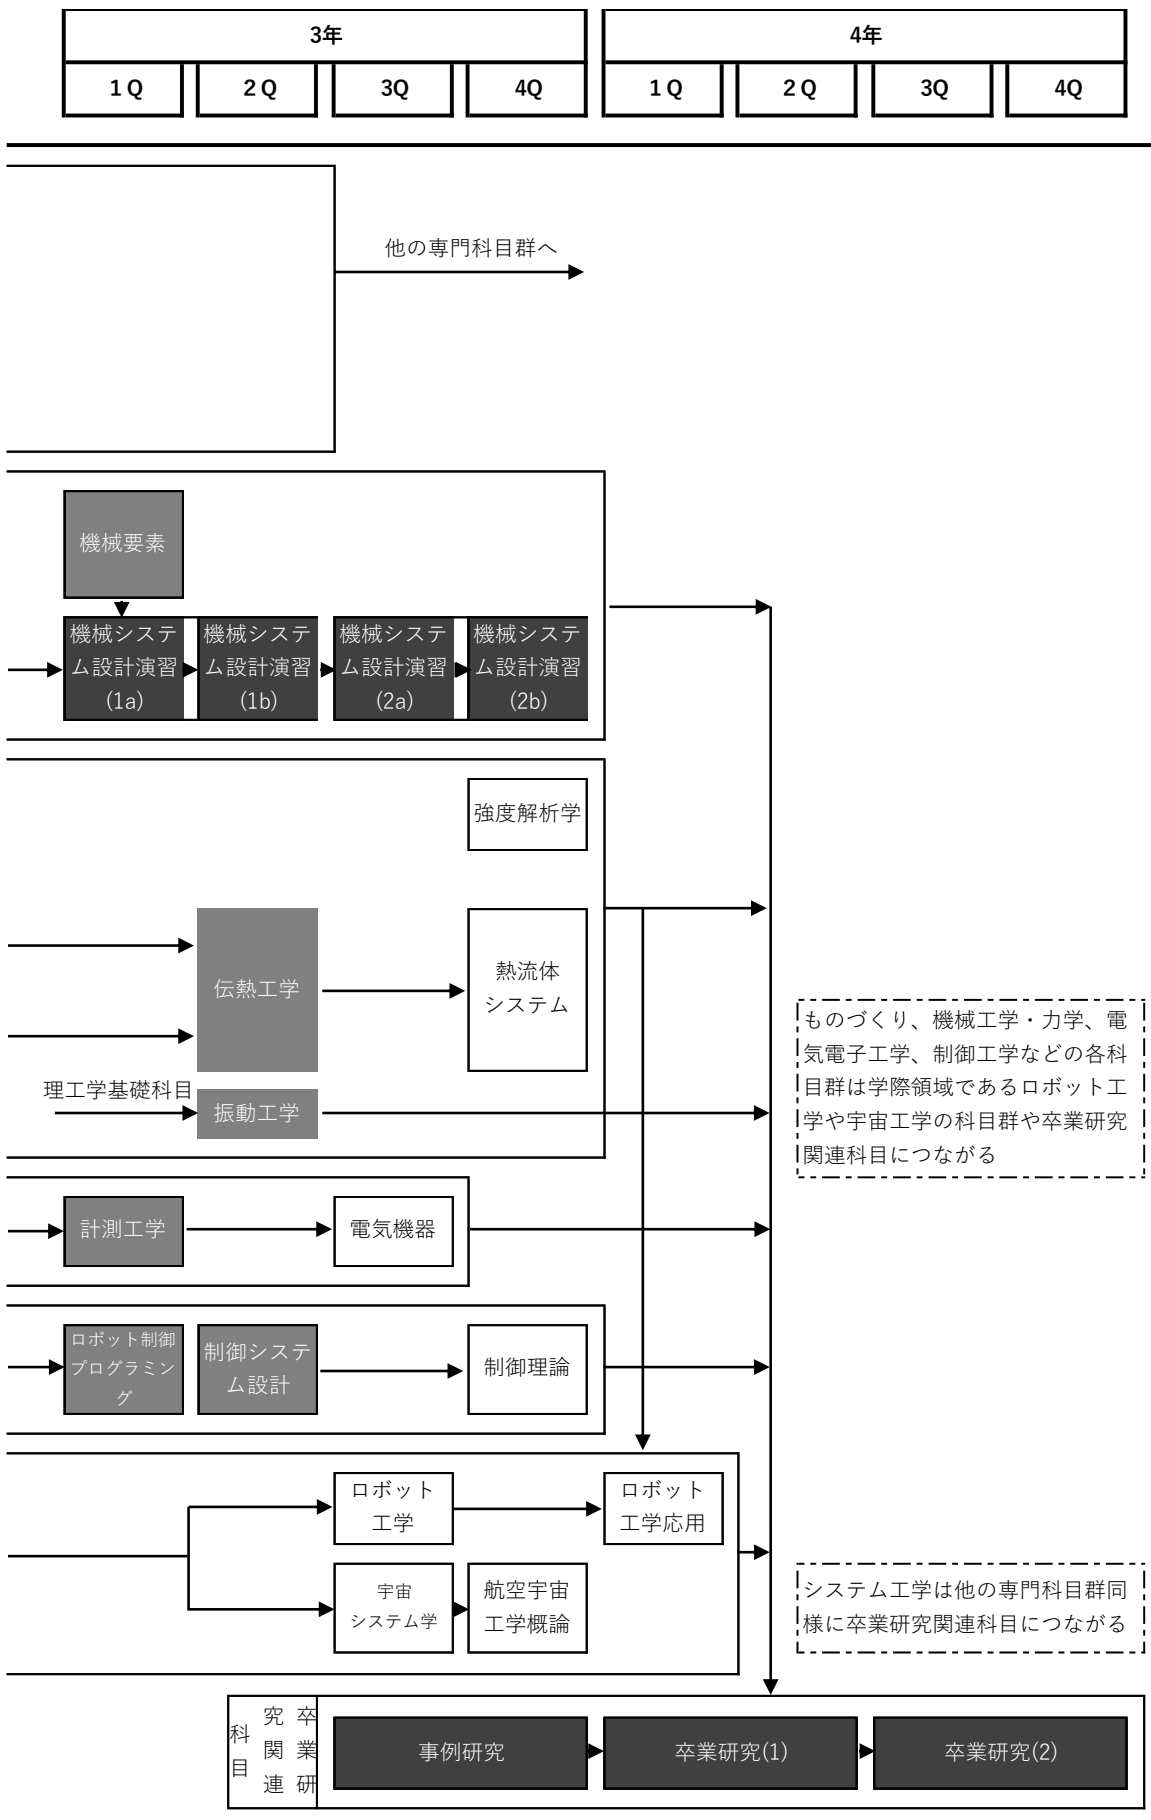 3年
4年
1 Q
2 Q
3Q
4Q
1 Q
2 Q
3Q
4Q
他の専門科目群へ
機械要素
機械システ
ム設計演習
(1a)
機械システ
ム設計演習
(1b)
機械システ
ム設計演習
(2a)
機械システ
ム設計演習
(2b)
強度解析学
伝熱工学
熱流体
システム
理工学基礎科目
振動工学
ものづくり、機械工学・力学、電
気電子工学、制御工学などの各科
目群は学際領域であるロボット工
学や宇宙工学の科目群や卒業研究
関連科目につながる
計測工学
電気機器
ロボット制御
プログラミン
グ
制御システ
ム設計
制御理論
ロボット
工学
ロボット
工学応用
宇宙
システム学
航空宇宙
工学概論
システム工学は他の専門科目群同
様に卒業研究関連科目につながる
卒業研
究関連
科目
事例研究
卒業研究(1)
卒業研究(2)